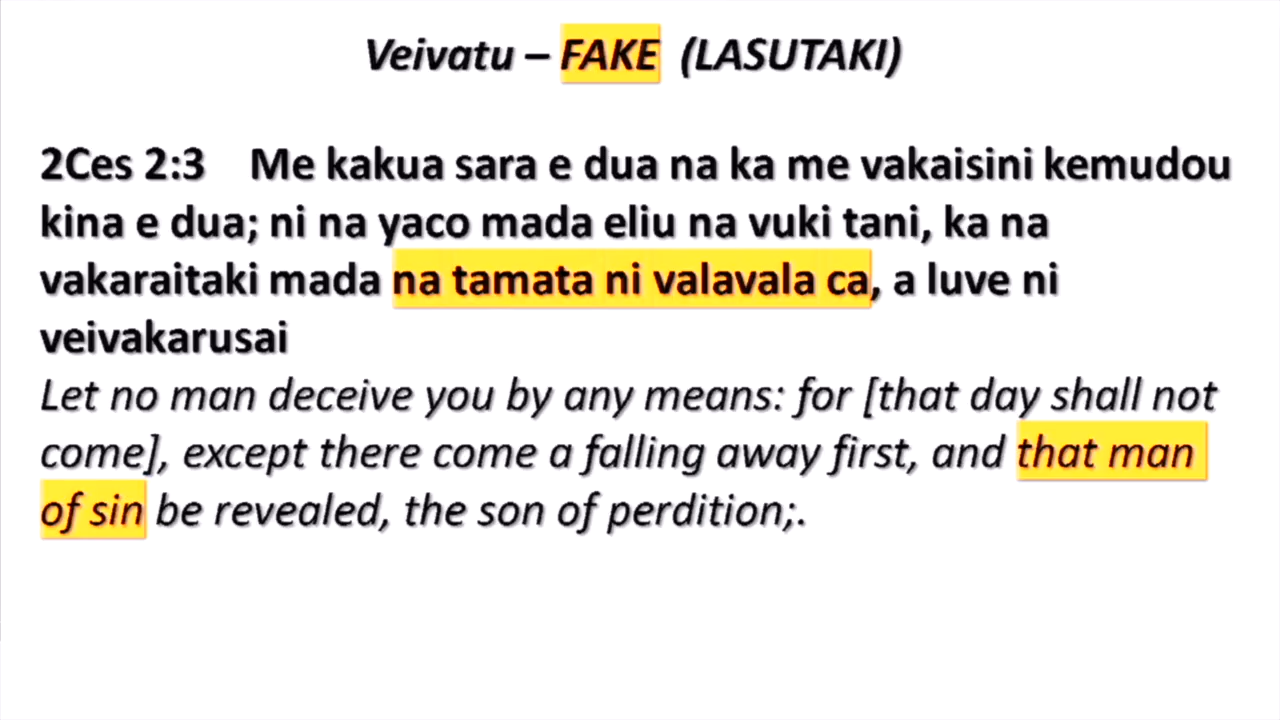 Veivatu – FAKE (LASUTAKI)
2Ces 2:3 Me kakua sara e dua na ka me vakaisini kemudou
kina e dua; ni na yaco mada eliu na vuki tani, ka na
vakaraitaki mada na tamata ni valavala ca, a luve ni
veivakarusai
Let no man deceive you by any means: for [that day shall not
come], except there come a falling away first, and that man
of sin be revealed, the son of perdition;.